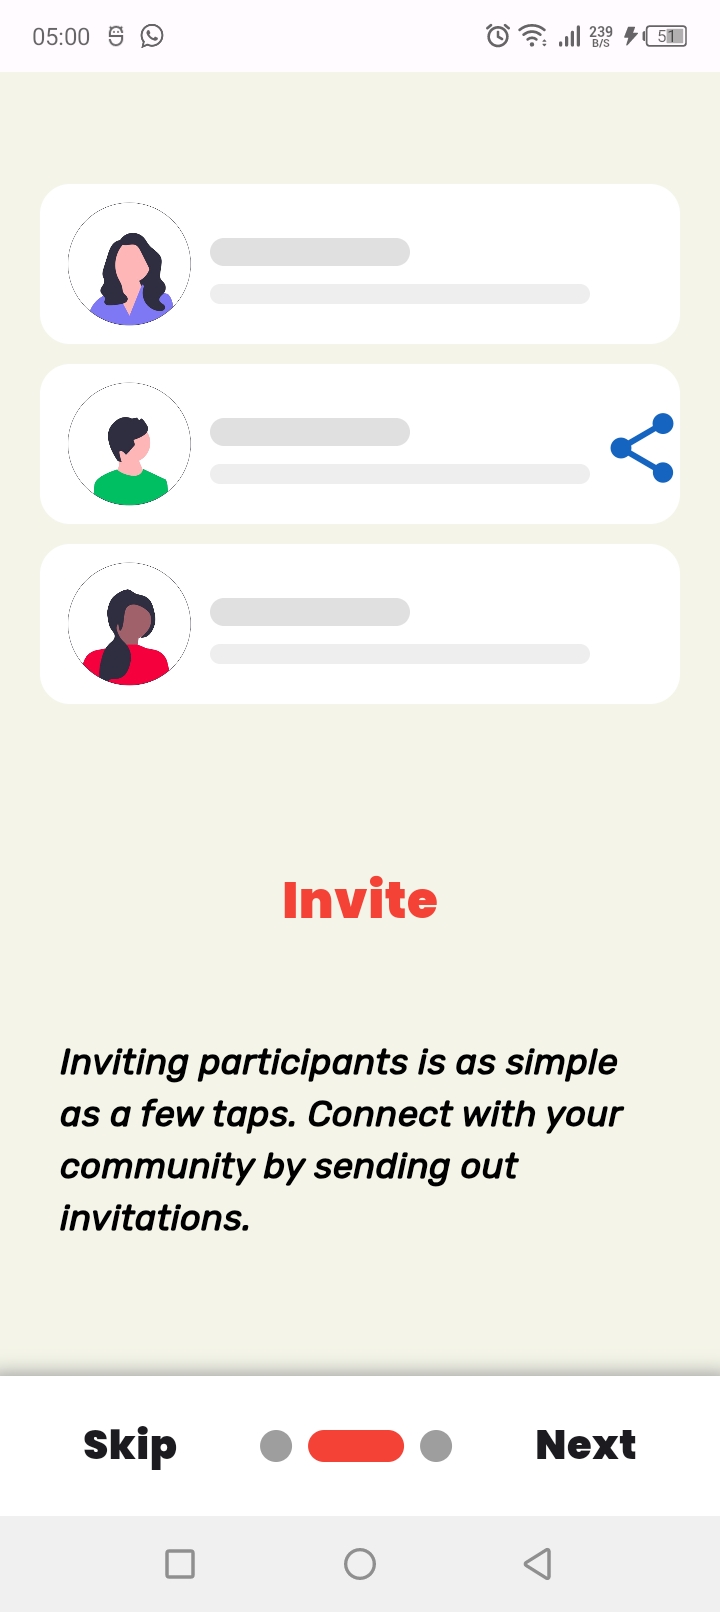 05:00
239
B/S
51
Invite
Inviting participants is as simple
as a few taps. Connect with your
community by sending out
invitations.
Skip
Next